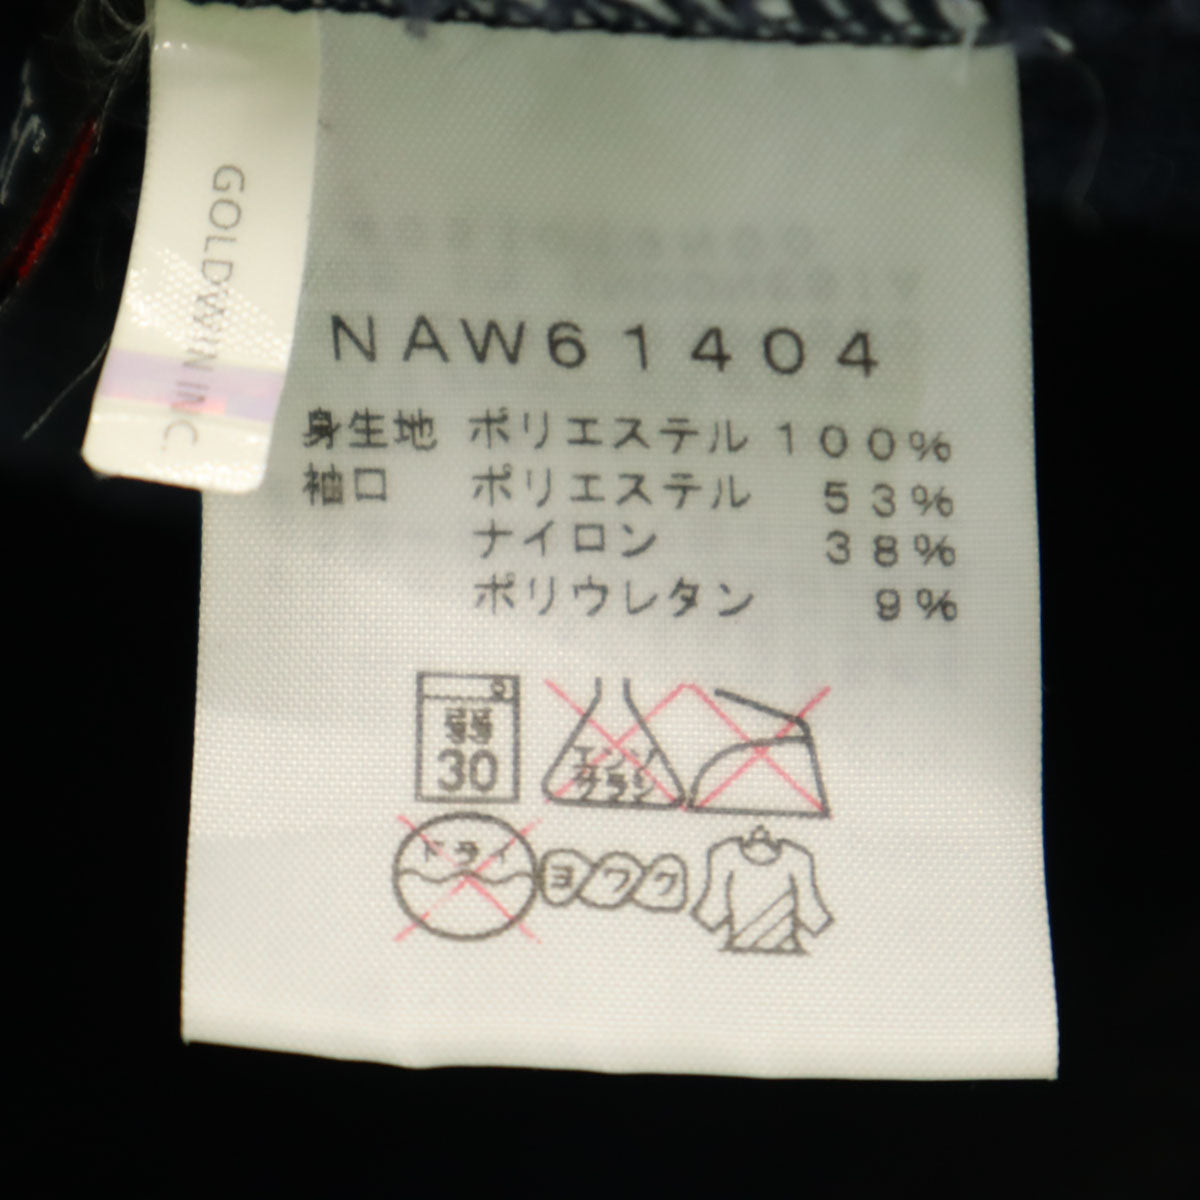 GOLDWIN INC.
NAW61404
身生地 ポリエステル 100%
袖口 ポリエステル 53%
ナイロン 38%
ポリウレタン 9%
弱
30
エンソ
サラシ
ドライ
ヨワク